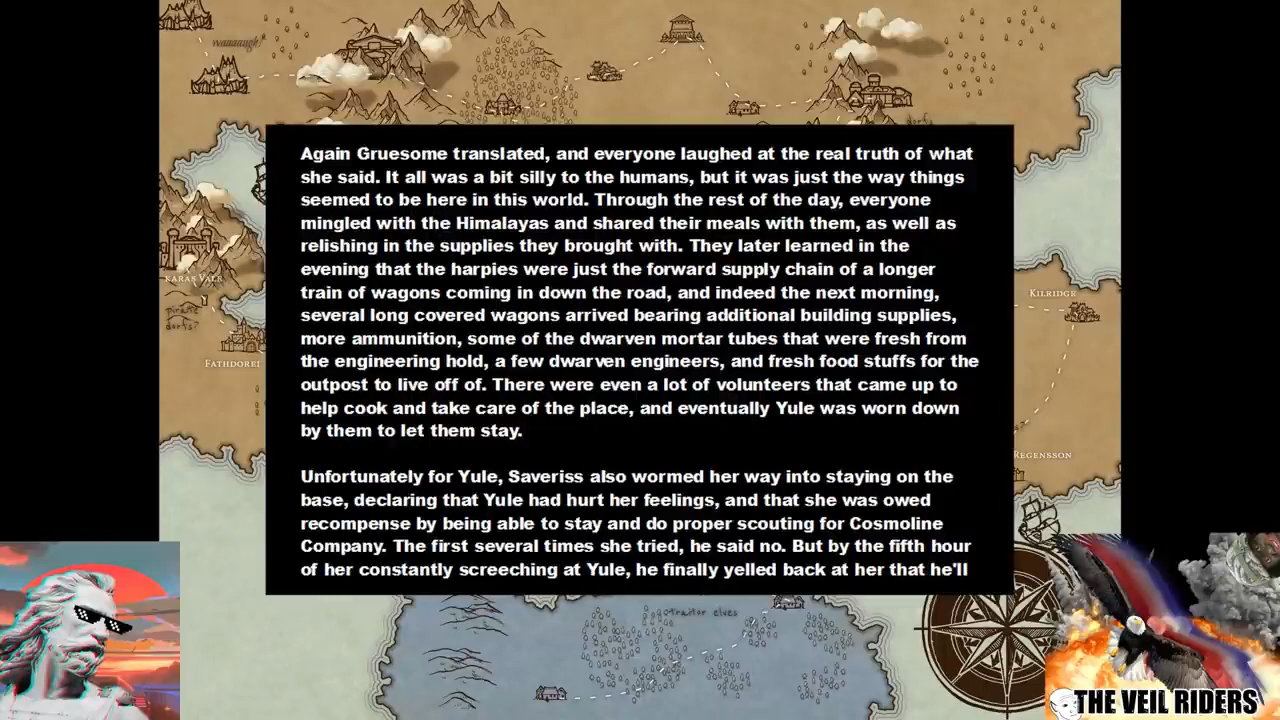 waaaaugh!
dorfs
Again Gruesome translated, and everyone laughed at the real truth of what
she said. It all was a bit silly to the humans, but it was just the way things
seemed to be here in this world. Through the rest of the day, everyone
mingled with the Himalayas and shared their meals with them, as well as
relishing in the supplies they brought with. They later learned in the
evening that the harpies were just the forward supply chain of a longer
train of wagons coming in down the road, and indeed the next morning,
several long covered wagons arrived bearing additional building supplies,
more ammunition, some of the dwarven mortar tubes that were fresh from
the engineering hold, a few dwarven engineers, and fresh food stuffs for the
outpost to live off of. There were even a lot of volunteers that came up to
help cook and take care of the place, and eventually Yule was worn down
by them to let them stay.
Unfortunately for Yule, Saveriss also wormed her way into staying on the
base, declaring that Yule had hurt her feelings, and that she was owed
recompense by being able to stay and do proper scouting for Cosmoline
Company. The first several times she tried, he said no. But by the fifth hour
of her constantly screeching at Yule, he finally yelled back at her that he'll
KARAS VALE
pirate
dorfs?
FATHDOREI
KILRIDGE
REGENSSON
traitor elves
THE VEIL RIDERS